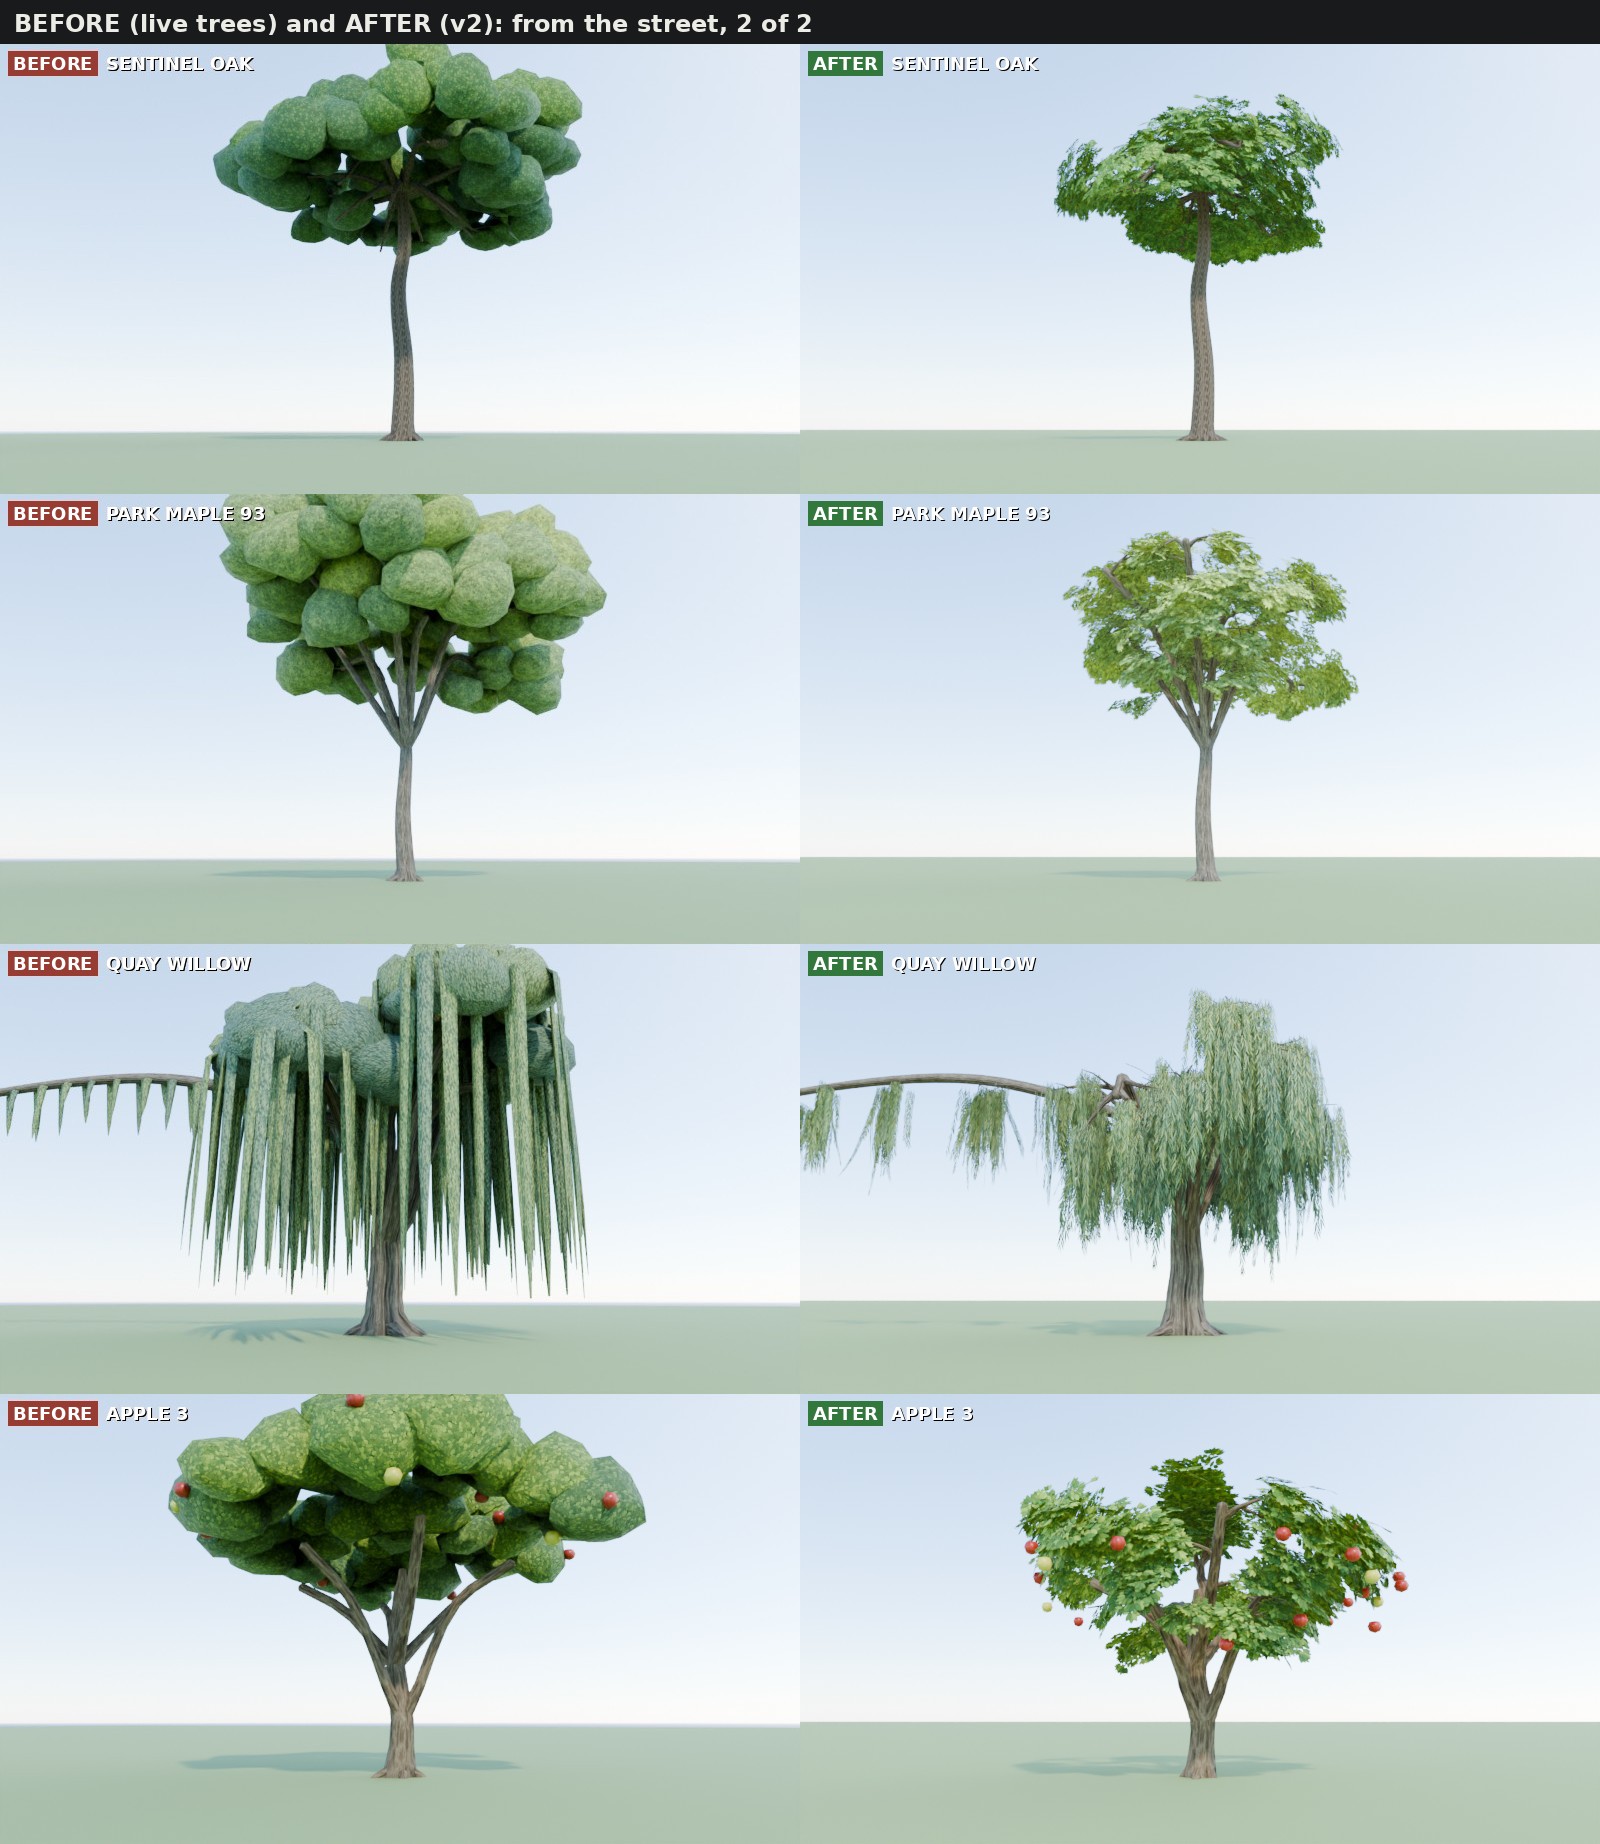 BEFORE (live trees) and AFTER (v2): from the street, 2 of 2
BEFORE SENTINEL OAK
AFTER SENTINEL OAK
BEFORE PARK MAPLE 93
AFTER PARK MAPLE 93
BEFORE QUAY WILLOW
AFTER QUAY WILLOW
BEFORE APPLE 3
AFTER APPLE 3